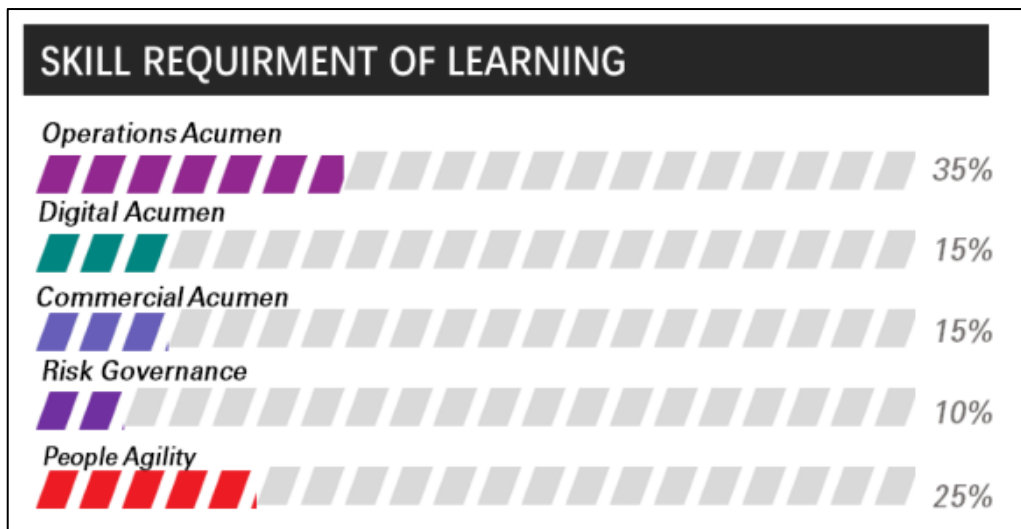 SKILL REQUIRMENT OF LEARNING
Operations Acumen
35%
Digital Acumen
15%
Commercial Acumen
15%
Risk Governance
10%
People Agility
25%